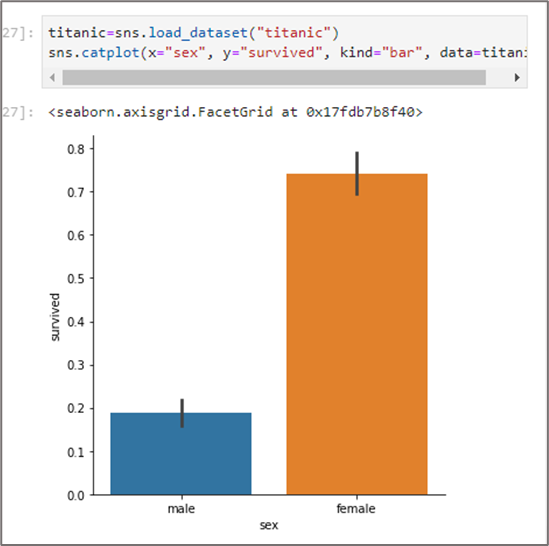 27]: titanic=sns.load_dataset("titanic")
sns.catplot(x="sex", y="survived", kind="bar", data=titani
27]: <seaborn.axisgrid.FacetGrid at 0x17fdb7b8f40>
0.8
0.7
0.6
0.5
survived
0.4
0.3
0.2
0.1
0.0
male female
sex